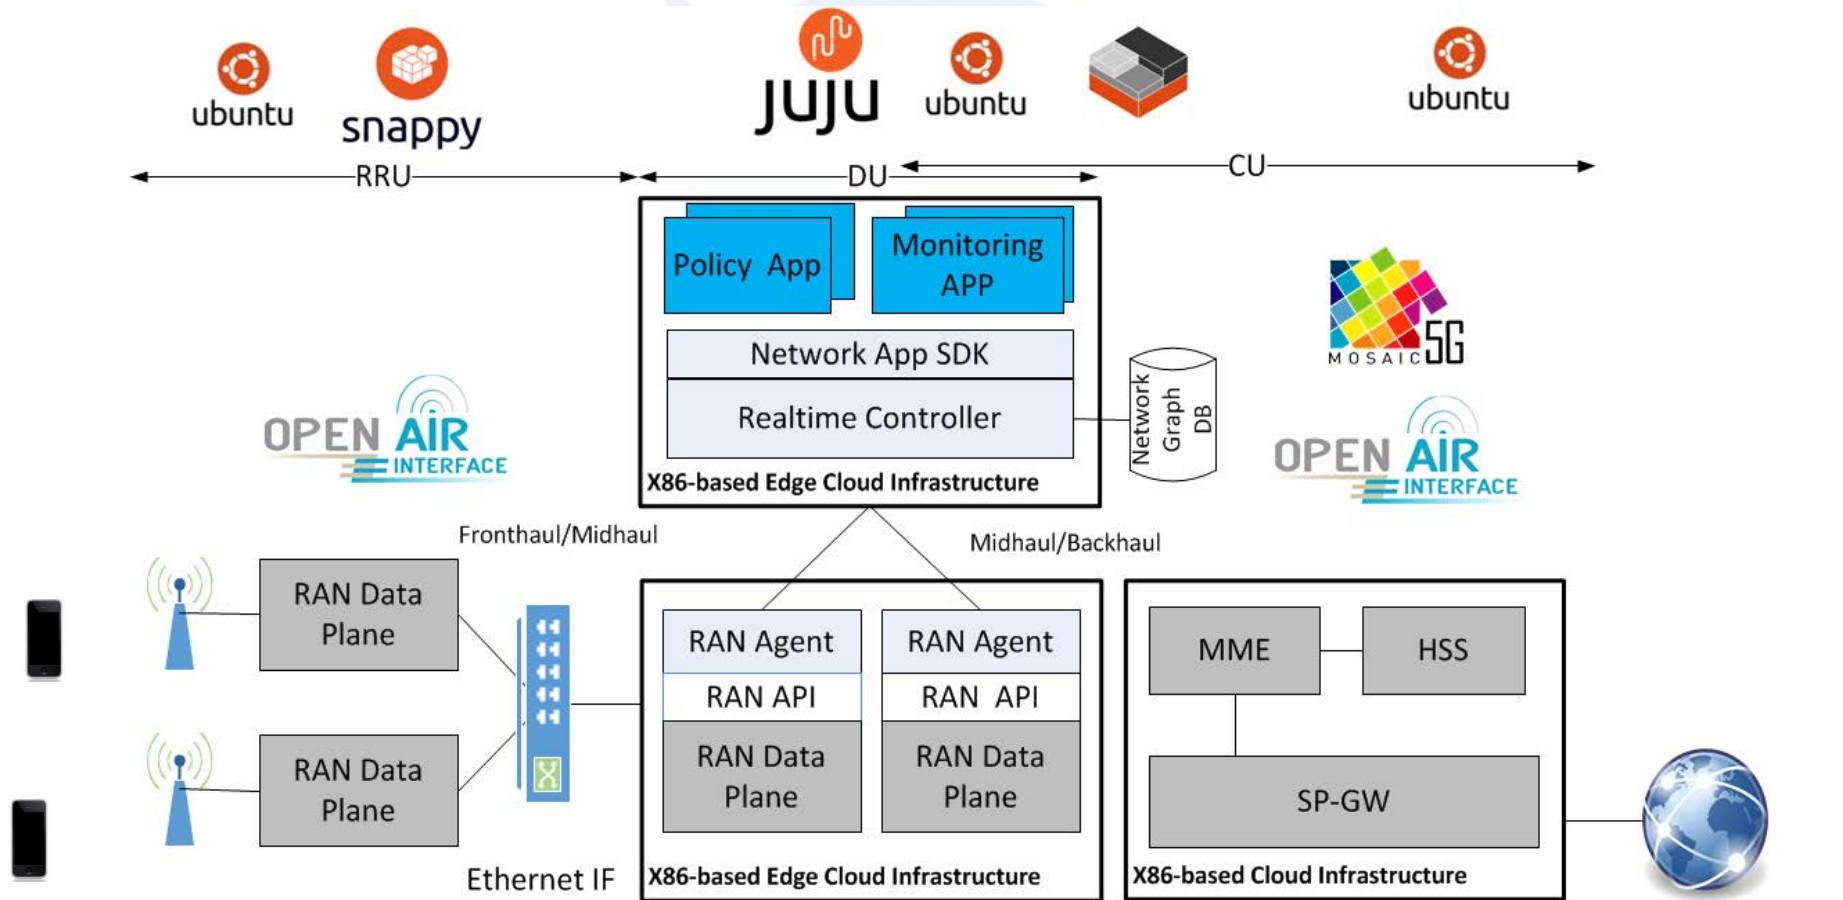 ubuntu
snappy
juju
ubuntu
ubuntu
RRU
DU
CU
Policy App
Monitoring
APP
Network App SDK
Realtime Controller
X86-based Edge Cloud Infrastructure
Network
Graph
DB
MOSAIC5G
OPEN AIR
INTERFACE
OPEN AIR
INTERFACE
Fronthaul/Midhaul
Midhaul/Backhaul
RAN Data
Plane
RAN Data
Plane
Ethernet IF
RAN Agent
RAN API
RAN Data
Plane
RAN Agent
RAN API
RAN Data
Plane
X86-based Edge Cloud Infrastructure
MME
HSS
SP-GW
X86-based Cloud Infrastructure